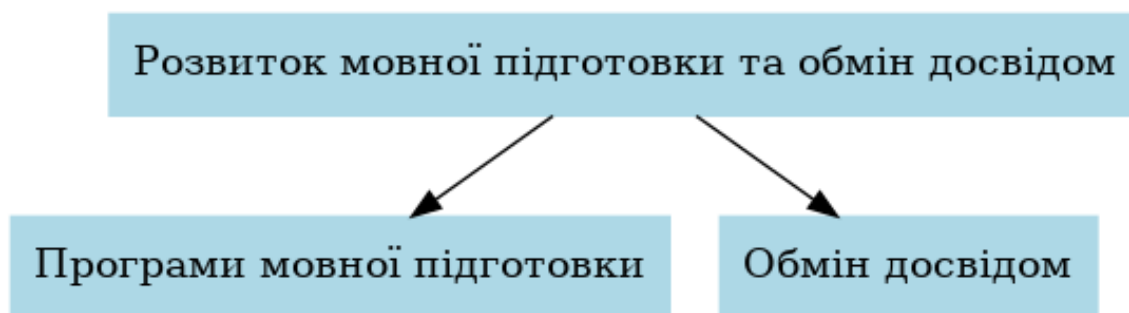 Розвиток мовної підготовки та обмін досвідом
Програми мовної підготовки
Обмін досвідом